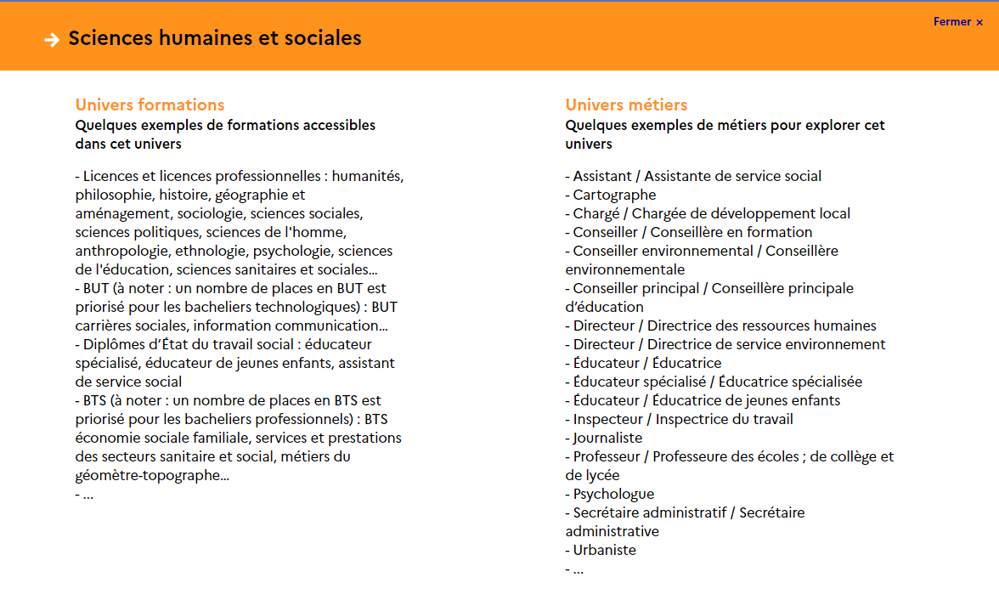 Fermer ×
→ Sciences humaines et sociales
Univers formations
Quelques exemples de formations accessibles
dans cet univers
- Licences et licences professionnelles : humanités,
philosophie, histoire, géographie et
aménagement, sociologie, sciences sociales,
sciences politiques, sciences de l'homme,
anthropologie, ethnologie, psychologie, sciences
de l'éducation, sciences sanitaires et sociales…
- BUT (à noter : un nombre de places en BUT est
priorisé pour les bacheliers technologiques) : BUT
carrières sociales, information communication…
- Diplômes d’État du travail social : éducateur
spécialisé, éducateur de jeunes enfants, assistant
de service social
- BTS (à noter : un nombre de places en BTS est
priorisé pour les bacheliers professionnels) : BTS
économie sociale familiale, services et prestations
des secteurs sanitaire et social, métiers du
géomètre-topographe…
- ...
Univers métiers
Quelques exemples de métiers pour explorer cet
univers
- Assistant / Assistante de service social
- Cartographe
- Chargé / Chargée de développement local
- Conseiller / Conseillère en formation
- Conseiller environnemental / Conseillère
environnementale
- Conseiller principal / Conseillère principale
d’éducation
- Directeur / Directrice des ressources humaines
- Directeur / Directrice de service environnement
- Éducateur / Éducatrice
- Éducateur spécialisé / Éducatrice spécialisée
- Éducateur / Éducatrice de jeunes enfants
- Inspecteur / Inspectrice du travail
- Journaliste
- Professeur / Professeure des écoles ; de collège et
de lycée
- Psychologue
- Secrétaire administratif / Secrétaire
administrative
- Urbaniste
- ...